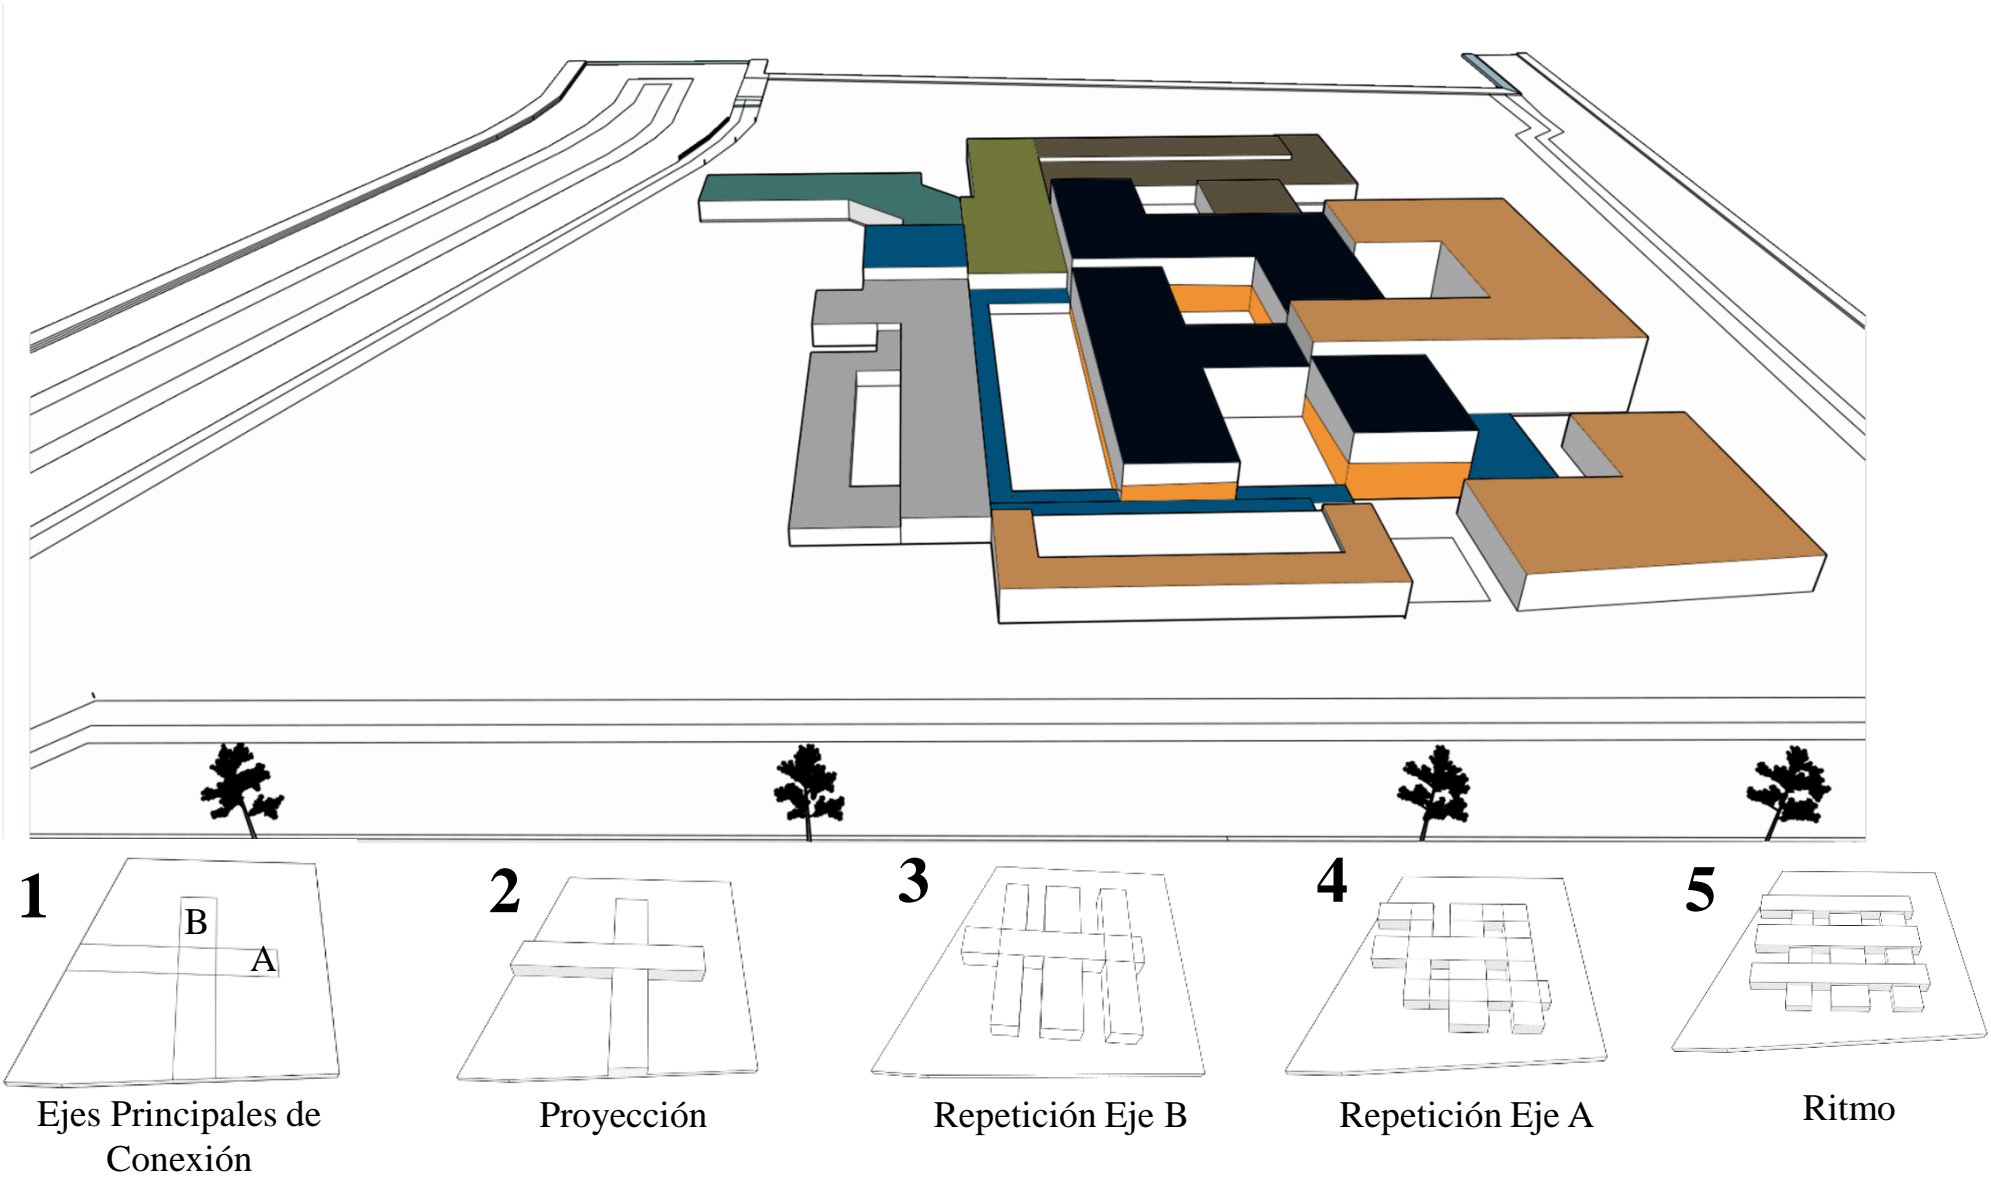 1
B
A
Ejes Principales de
Conexión
2
Proyección
3
Repetición Eje B
4
Repetición Eje A
5
Ritmo